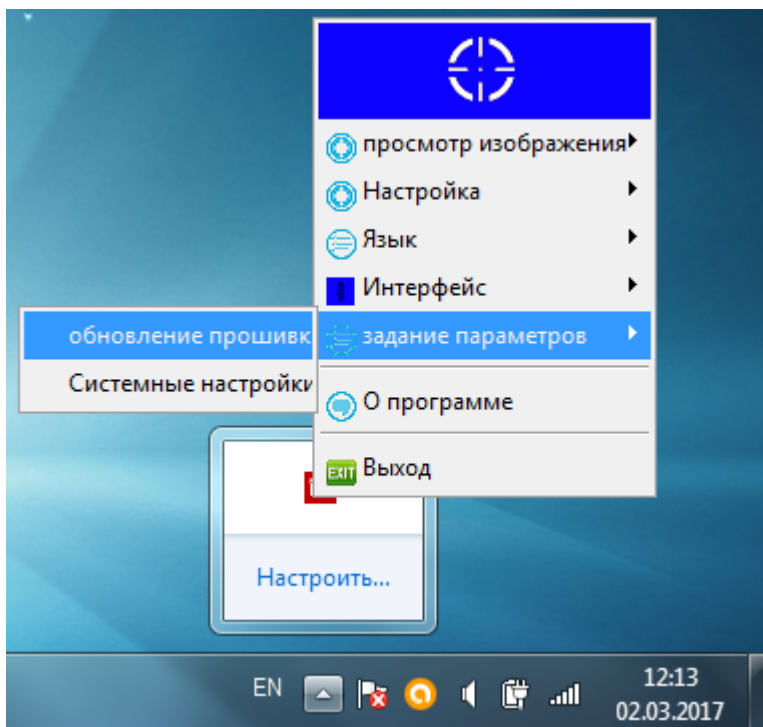 просмотр изображения
Настройка
Язык
Интерфейс
задание параметров
обновление прошивк
Системные настройки
О программе
EXIT Выход
Настроить...
EN
12:13
02.03.2017